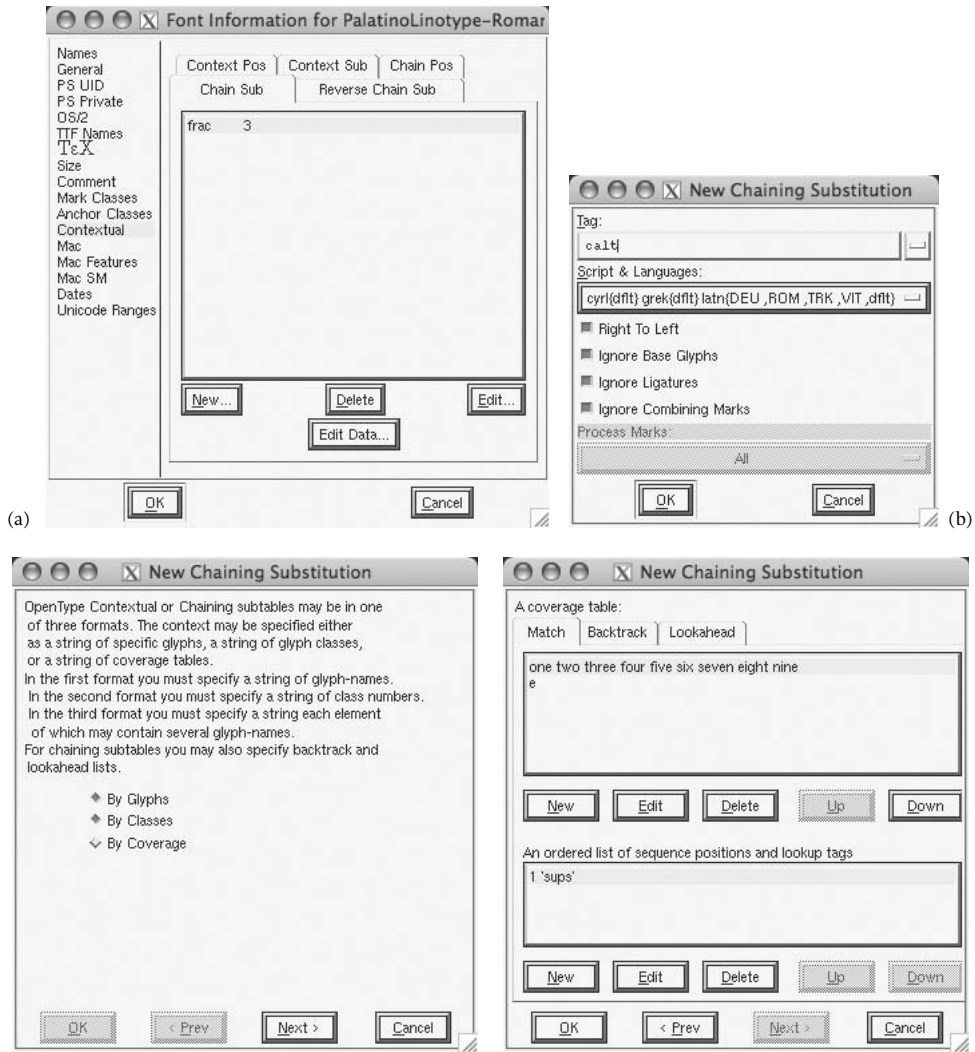 Font Information for PalatinoLinotype-Roman
Names
General
PS UID
PS Private
OS/2
TTF Names
TεX
Size
Comment
Mark Classes
Anchor Classes
Contextual
Mac
Mac Features
Mac SM
Dates
Unicode Ranges
Context Pos Context Sub Chain Pos
Chain Sub Reverse Chain Sub
frac 3
New... Delete Edit...
Edit Data...
OK Cancel
(a)
New Chaining Substitution
Tag:
calt
Script & Languages:
cyrl{dflt} grek{dflt} latn{DEU ,ROM ,TRK ,VIT ,dflt}
Right To Left
Ignore Base Glyphs
Ignore Ligatures
Ignore Combining Marks
Process Marks:
All
OK Cancel
(b)
New Chaining Substitution
OpenType Contextual or Chaining subtables may be in one
of three formats. The context may be specified either
as a string of specific glyphs, a string of glyph classes,
or a string of coverage tables.
In the first format you must specify a string of glyph-names.
In the second format you must specify a string of class numbers.
In the third format you must specify a string each element
of which may contain several glyph-names.
For chaining subtables you may also specify backtrack and
lookahead lists.
By Glyphs
By Classes
By Coverage
OK < Prev Next > Cancel
New Chaining Substitution
A coverage table:
Match Backtrack Lookahead
one two three four five six seven eight nine
e
New Edit Delete Up Down
An ordered list of sequence positions and lookup tags
1 'sups'
New Edit Delete Up Down
OK < Prev Next > Cancel